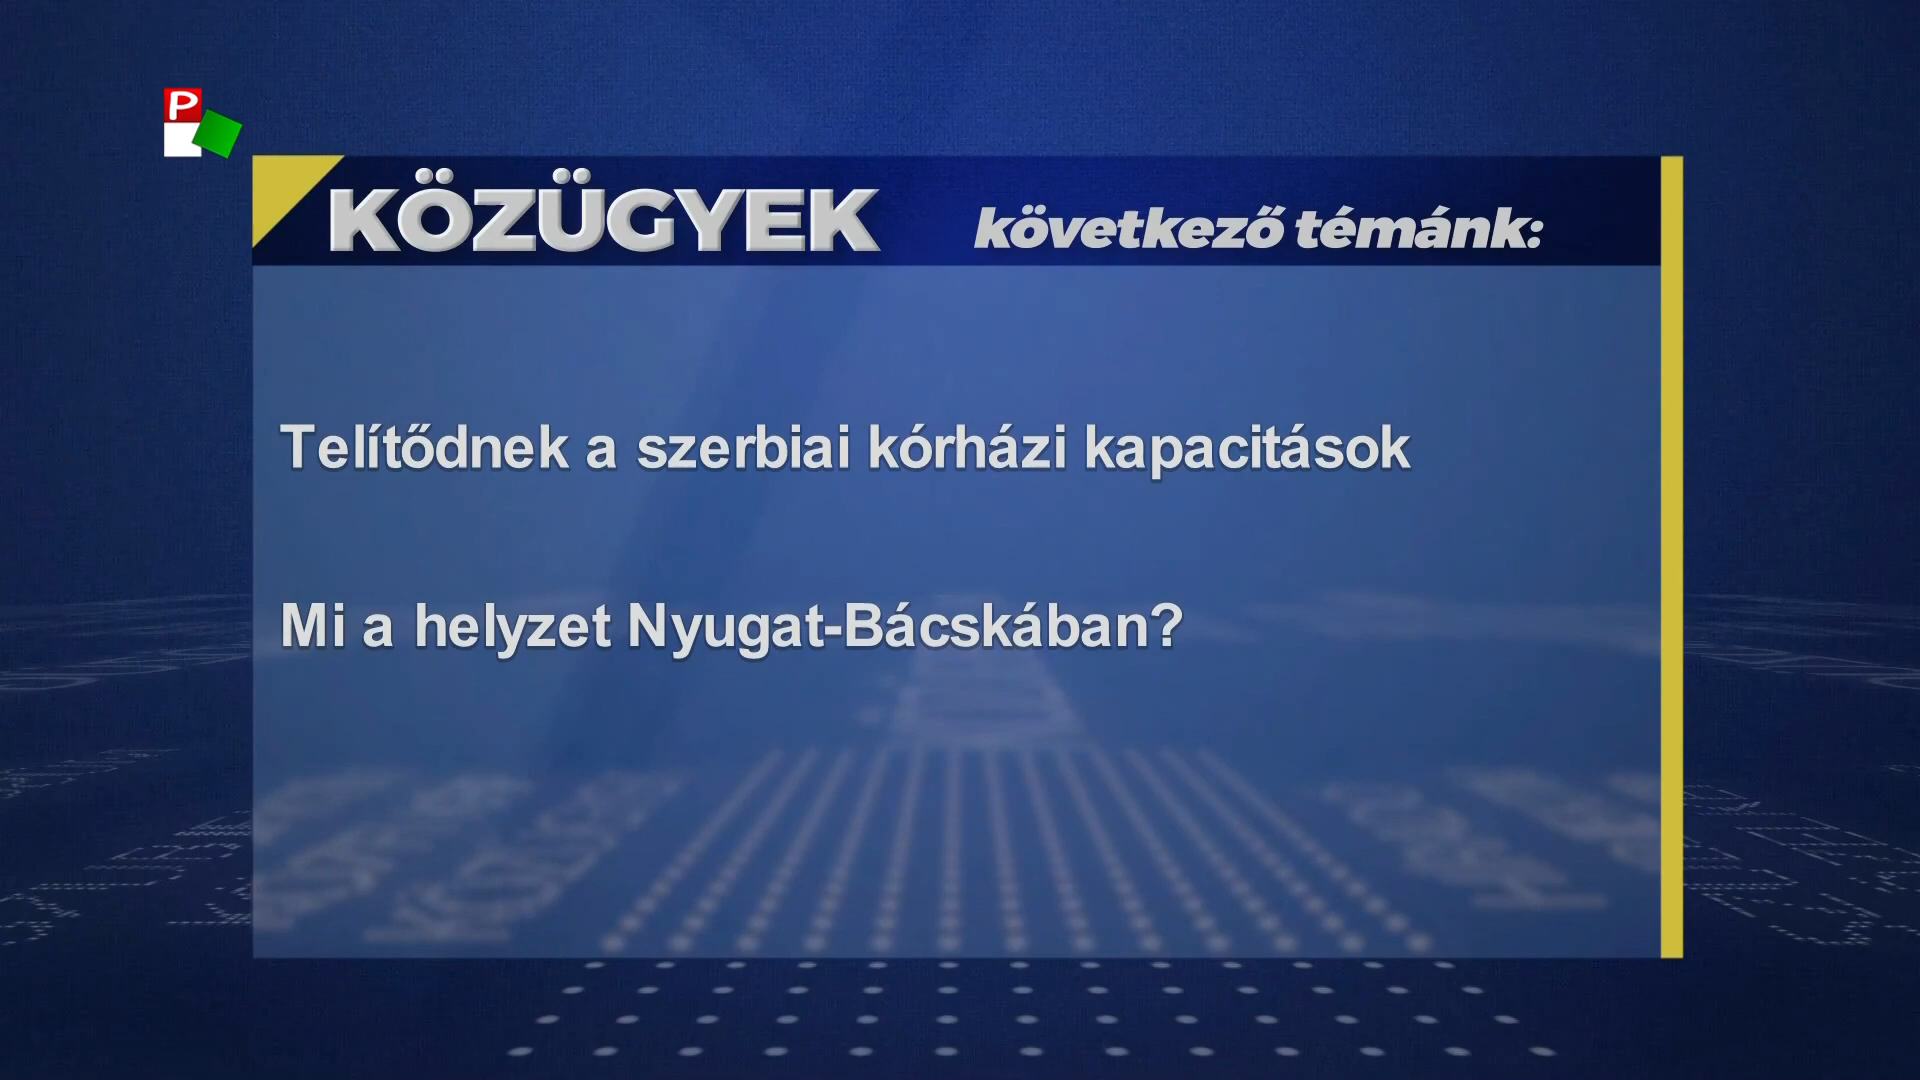 P
KÖZÜGYEK következő témánk:
Telítődnek a szerbiai kórházi kapacitások
Mi a helyzet Nyugat-Bácskában?